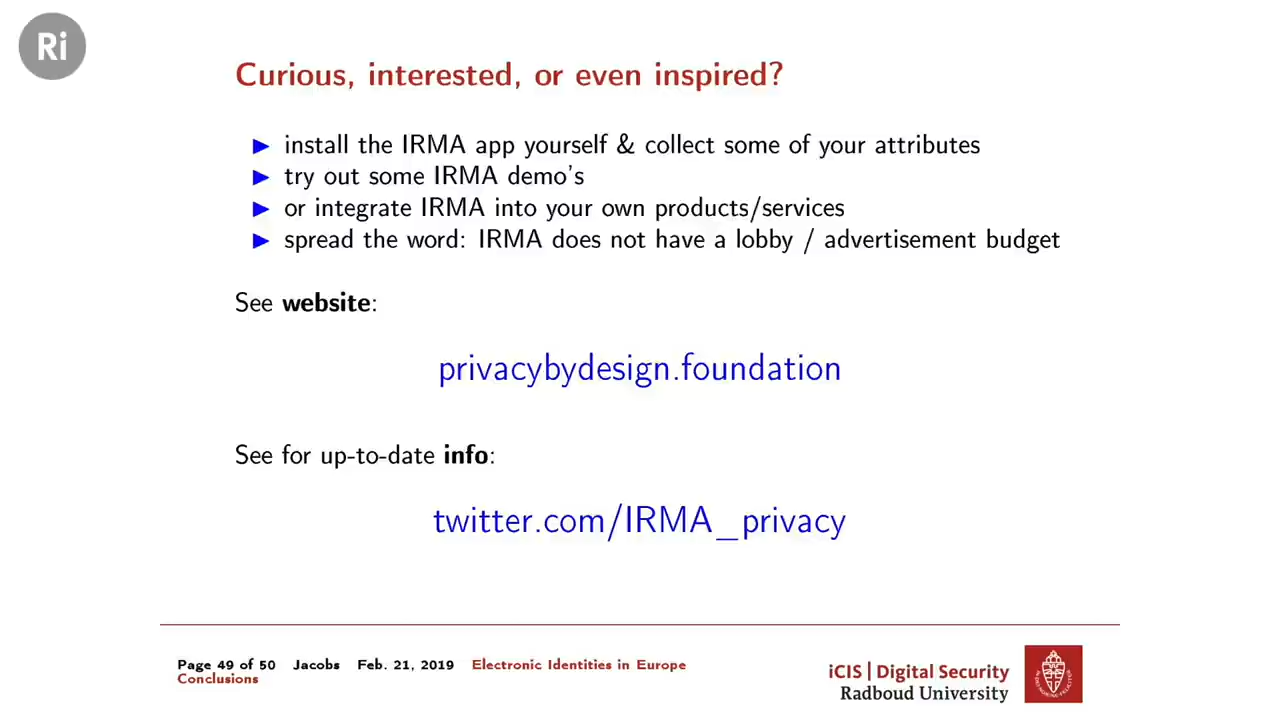 Ri
Curious, interested, or even inspired?
▶ install the IRMA app yourself & collect some of your attributes
▶ try out some IRMA demo's
▶ or integrate IRMA into your own products/services
▶ spread the word: IRMA does not have a lobby / advertisement budget
See website:
privacybydesign.foundation
See for up-to-date info:
twitter.com/IRMA_privacy
Page 49 of 50 Jacobs Feb. 21, 2019 Electronic Identities in Europe
Conclusions
iCIS | Digital Security
Radboud University